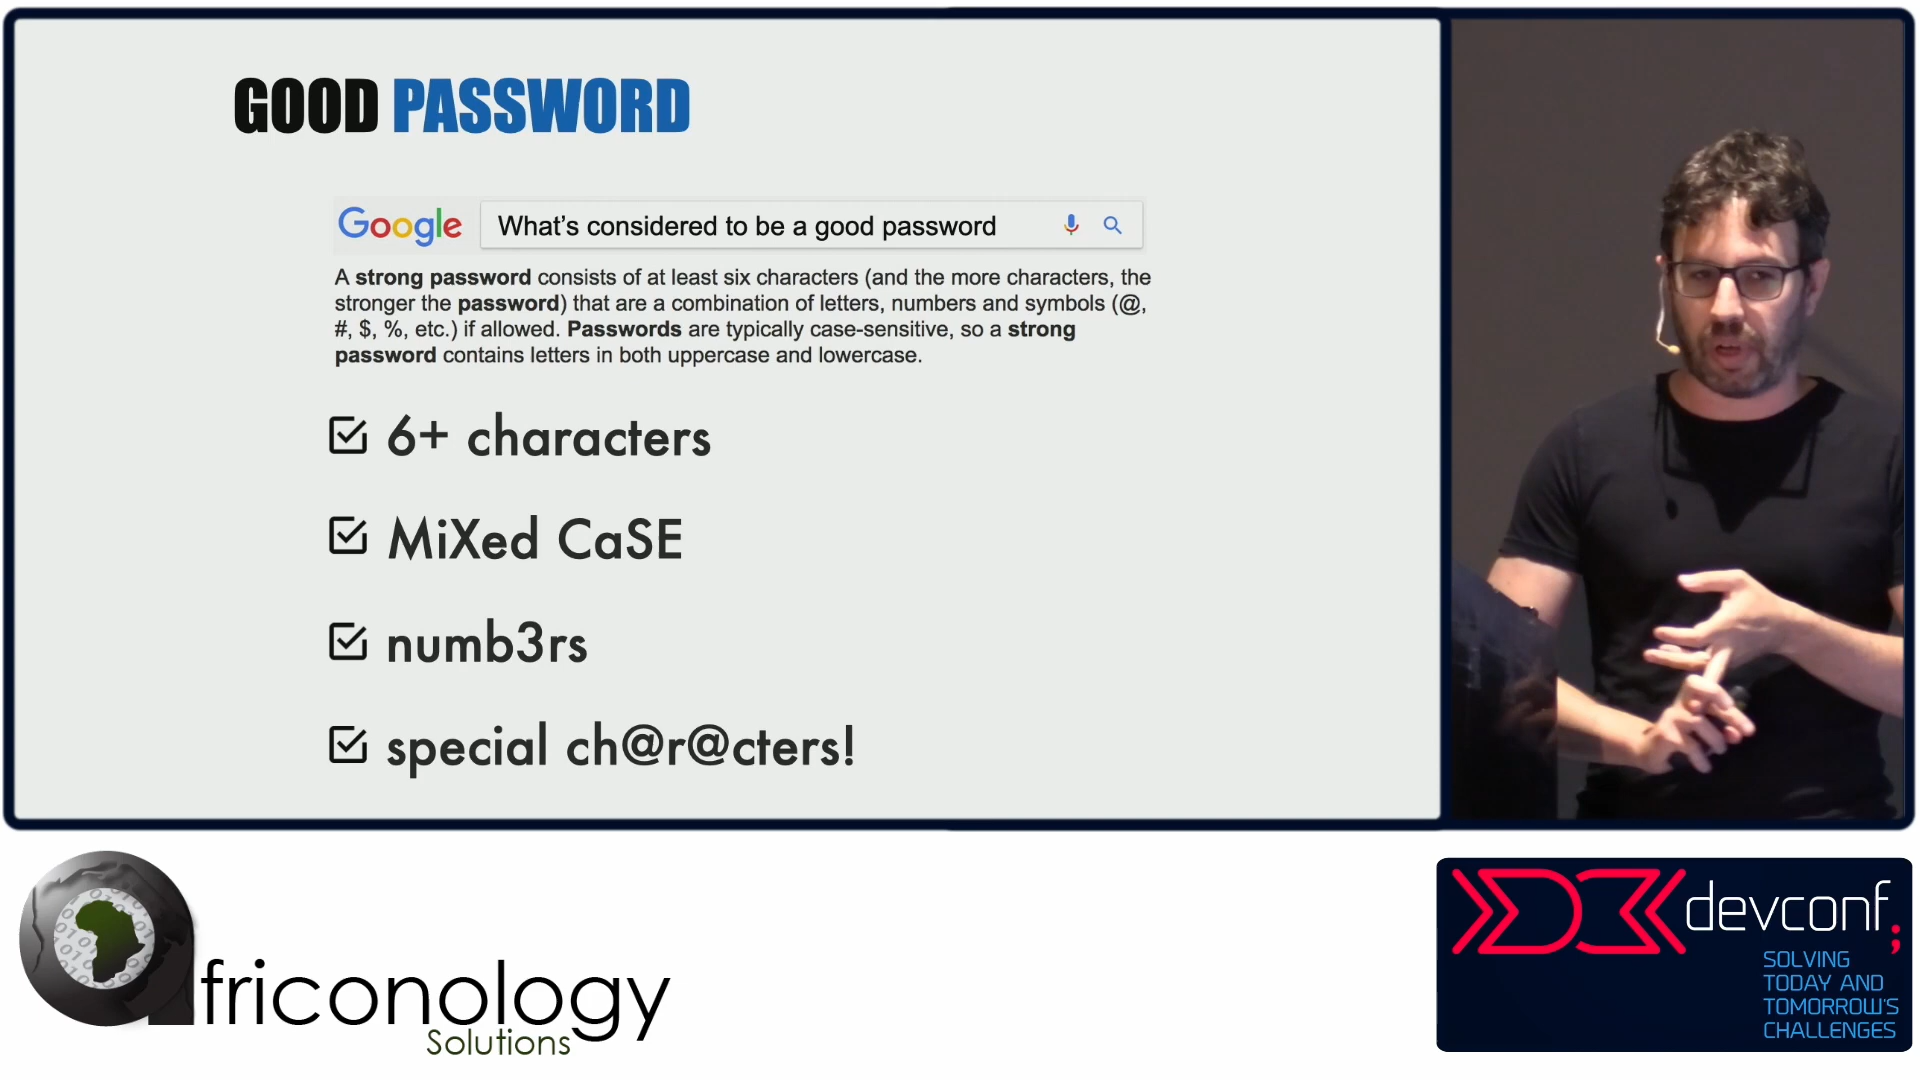 GOOD PASSWORD
Google
What's considered to be a good password
A strong password consists of at least six characters (and the more characters, the
stronger the password) that are a combination of letters, numbers and symbols (@,
#, $, %, etc.) if allowed. Passwords are typically case-sensitive, so a strong
password contains letters in both uppercase and lowercase.
6+ characters
MiXed CaSE
numb3rs
special ch@r@cters!
africonology
Solutions
devconf;
SOLVING
TODAY AND
TOMORROW'S
CHALLENGES